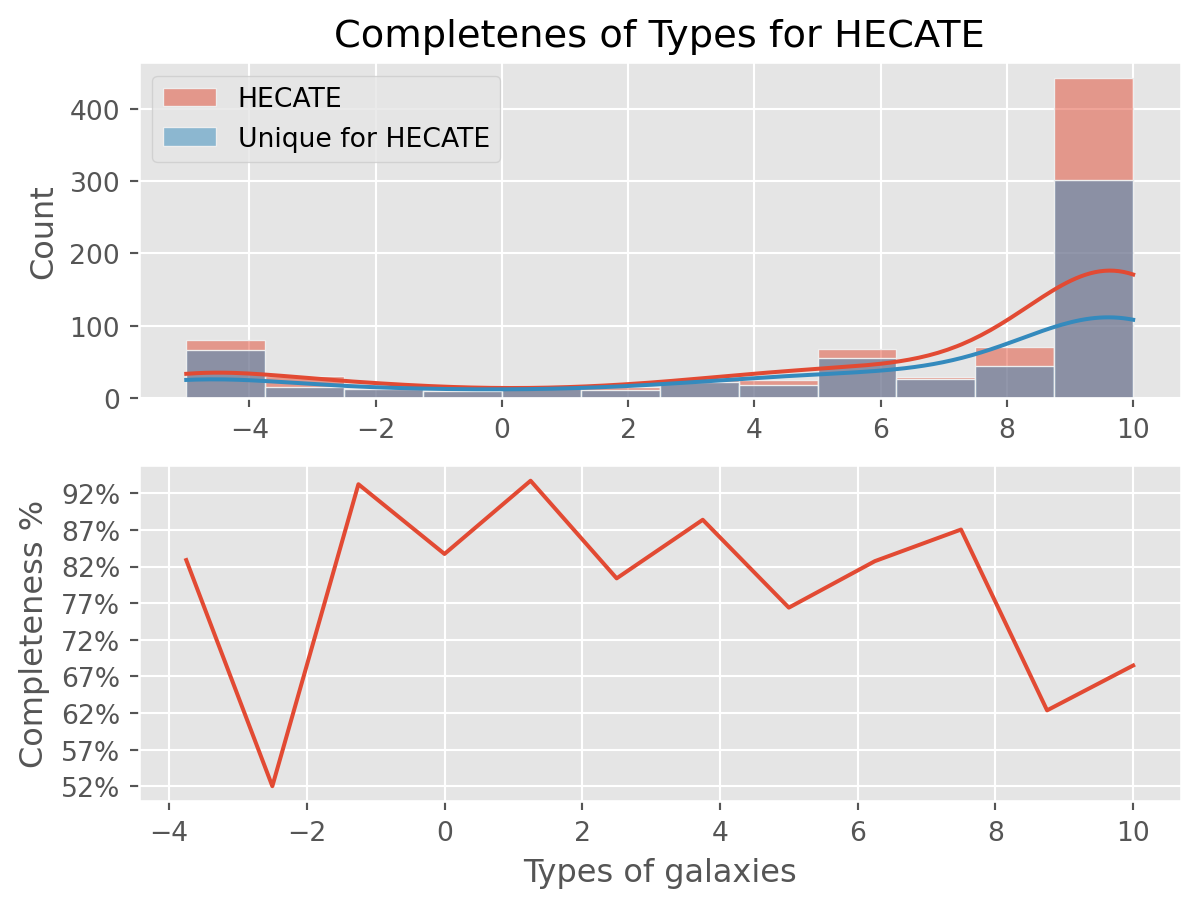 Completenes of Types for HECATE
HECATE
Unique for HECATE
Count
400
300
200
100
0
−4 −2 0 2 4 6 8 10
Completeness %
92%
87%
82%
77%
72%
67%
62%
57%
52%
−4 −2 0 2 4 6 8 10
Types of galaxies